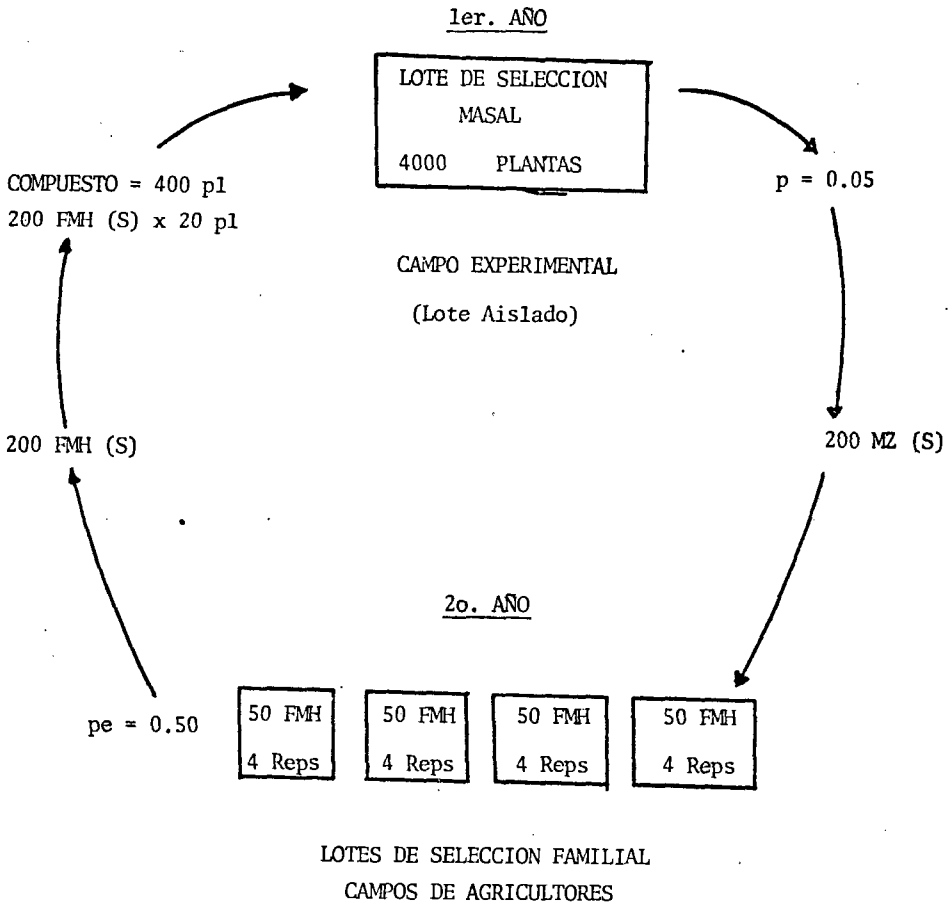 1er. AÑO
LOTE DE SELECCION
MASAL
4000 PLANTAS
p = 0.05
COMPUESTO = 400 pl
200 FMH (S) x 20 pl
CAMPO EXPERIMENTAL
(Lote Aislado)
200 FMH (S)
200 MZ (S)
2o. AÑO
pe = 0.50
50 FMH
4 Reps
50 FMH
4 Reps
50 FMH
4 Reps
50 FMH
4 Reps
LOTES DE SELECCION FAMILIAL
CAMPOS DE AGRICULTORES